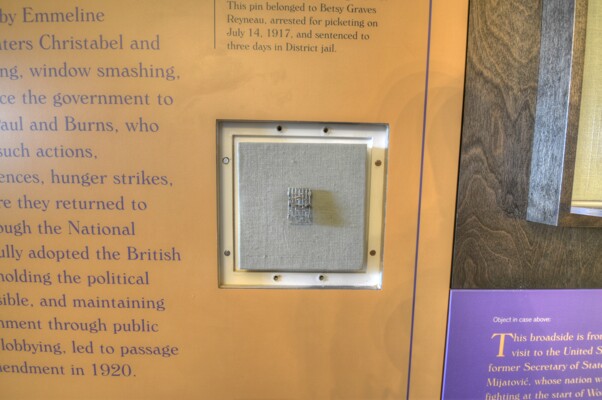 by Emmeline
ters Christabel and
ng, window smashing,
ce the government to
aul and Burns, who
such actions,
ences, hunger strikes,
re they returned to
ough the National
ully adopted the British
holding the political
sible, and maintaining
nment through public
lobbying, led to passage
endment in 1920.
This pin belonged to Betsy Graves
Reyneau, arrested for picketing on
July 14, 1917, and sentenced to
three days in District jail.
Object in case above:
This broadside is fro
visit to the United S
former Secretary of State
Mijatović, whose nation w
fighting at the start of Wo